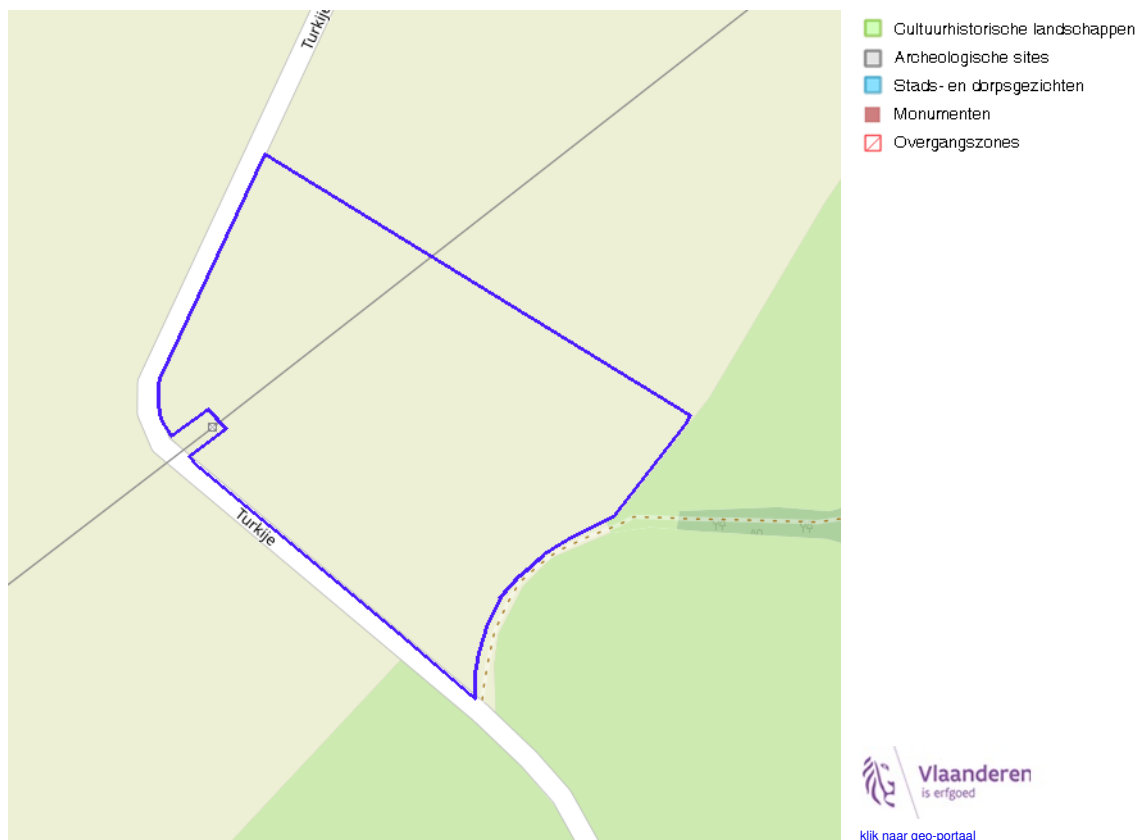 Turkije
Turkije
Cultuurhistorische landschappen
Archeologische sites
Stads- en dorpsgezichten
Monumenten
Overgangszones
Vlaanderen
is erfgoed
klik naar geo-portaal